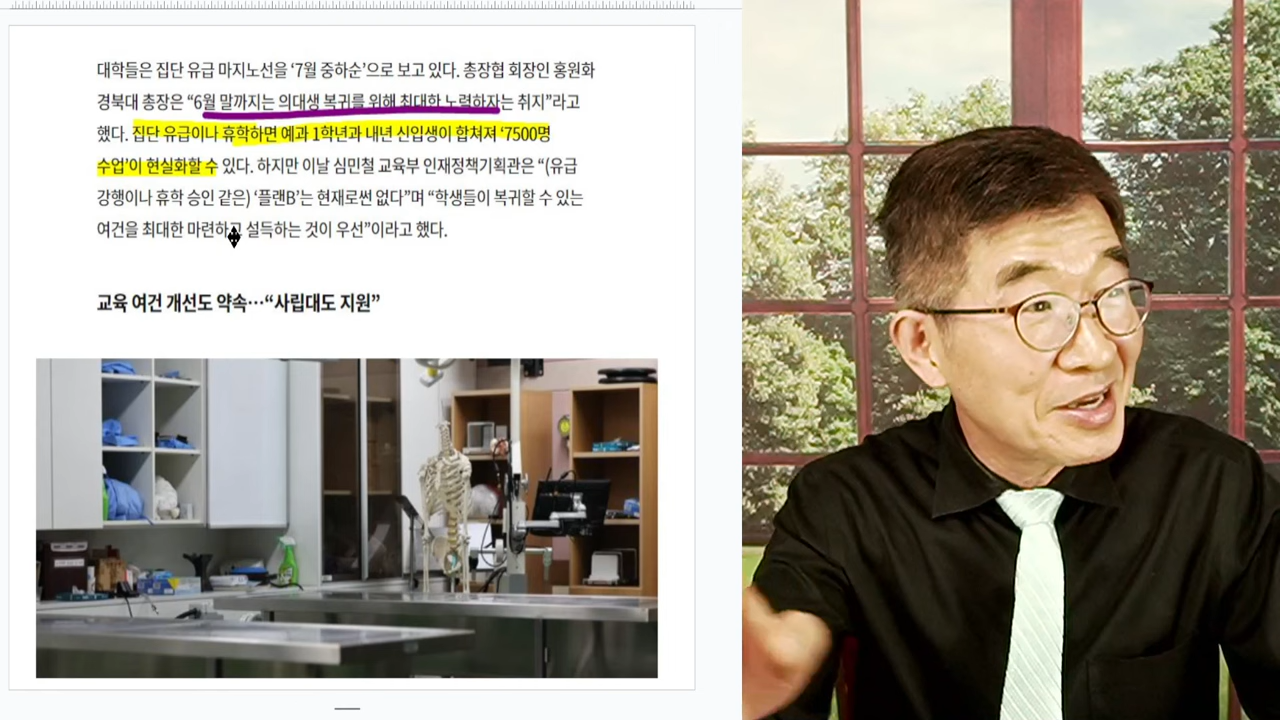 대학들은 집단 유급 마지노선을 ‘7월 중하순’으로 보고 있다. 총장협 회장인 홍원화
경북대 총장은 “6월 말까지는 의대생 복귀를 위해 최대한 노력하자는 취지”라고
했다. 집단 유급이나 휴학하면 예과 1학년과 내년 신입생이 합쳐져 ‘7500명
수업’이 현실화할 수 있다. 하지만 이날 심민철 교육부 인재정책기획관은 “(유급
강행이나 휴학 승인 같은) ‘플랜B’는 현재로썬 없다”며 “학생들이 복귀할 수 있는
여건을 최대한 마련하고 설득하는 것이 우선”이라고 했다.
교육 여건 개선도 약속…“사립대도 지원”